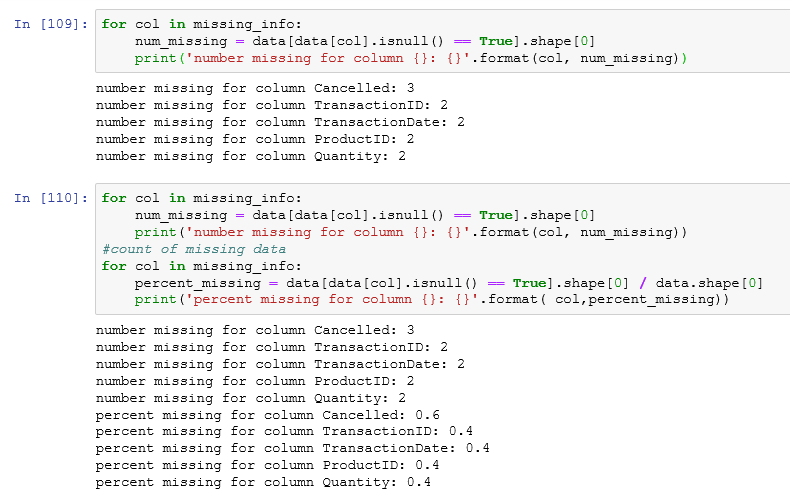 In [109]: for col in missing_info:
    num_missing = data[data[col].isnull() == True].shape[0]
    print('number missing for column {}: {}'.format(col, num_missing))
number missing for column Cancelled: 3
number missing for column TransactionID: 2
number missing for column TransactionDate: 2
number missing for column ProductID: 2
number missing for column Quantity: 2
In [110]: for col in missing_info:
    num_missing = data[data[col].isnull() == True].shape[0]
    print('number missing for column {}: {}'.format(col, num_missing))
#count of missing data
for col in missing_info:
    percent_missing = data[data[col].isnull() == True].shape[0] / data.shape[0]
    print('percent missing for column {}: {}'.format( col,percent_missing))
number missing for column Cancelled: 3
number missing for column TransactionID: 2
number missing for column TransactionDate: 2
number missing for column ProductID: 2
number missing for column Quantity: 2
percent missing for column Cancelled: 0.6
percent missing for column TransactionID: 0.4
percent missing for column TransactionDate: 0.4
percent missing for column ProductID: 0.4
percent missing for column Quantity: 0.4